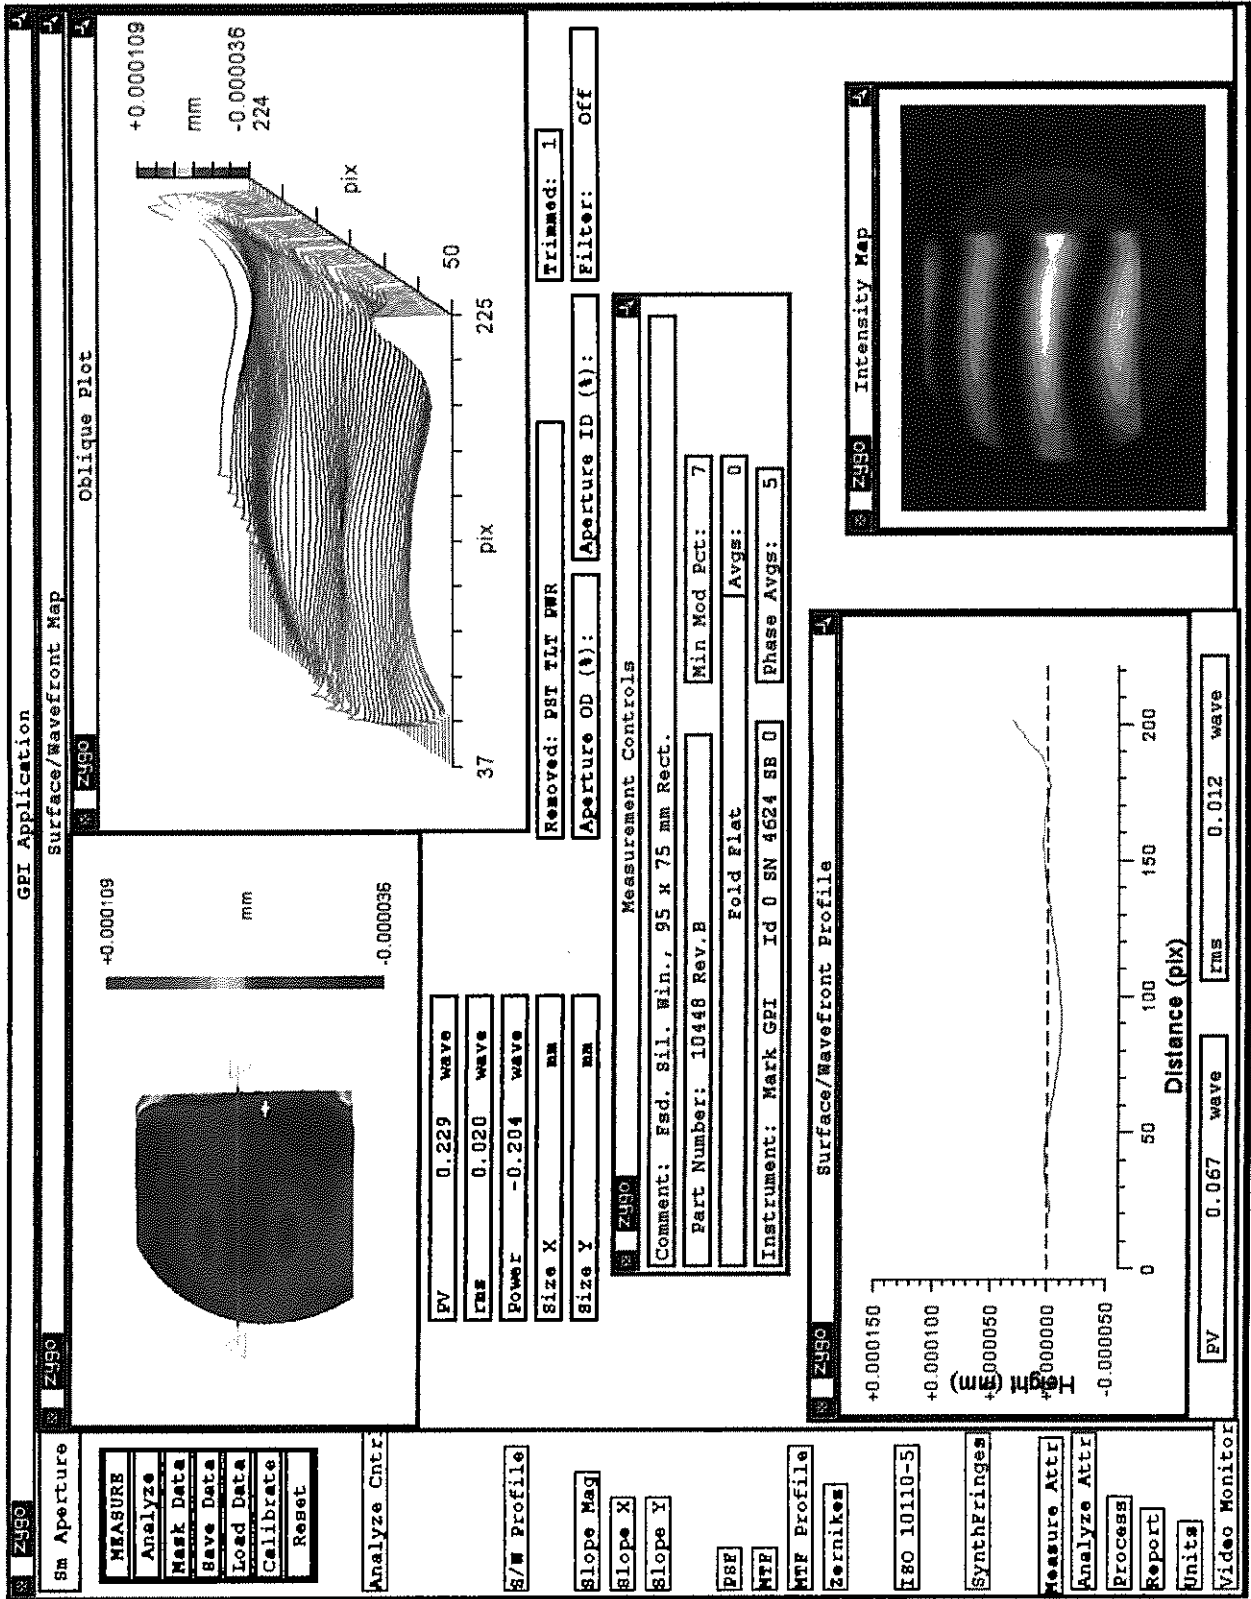 zygo GPI Application
Sm Aperture
MEASURE
Analyze
Mask Data
Save Data
Load Data
Calibrate
Reset
Analyze Cntrl
S/W Profile
Slope Mag
Slope X
Slope Y
PSF
MTF
MTF Profile
Zernikes
ISO 10110-5
SynthFringes
Measure Attr
Analyze Attr
Process
Report
Units
Video Monitor
zygo Surface/Wavefront Map
+0.000109
mm
-0.000036
PV 0.229 wave
rms 0.020 wave
Power -0.204 wave
Size X mm
Size Y mm
zygo Oblique Plot
+0.000109
mm
-0.000036
224
pix
50
225
pix
37
Removed: PST TLT PWR
Trimmed: 1
Aperture OD (%):
Aperture ID (%):
Filter: Off
zygo Measurement Controls
Comment: Fsd. Sil. Win., 95 x 75 mm Rect.
Part Number: 10448 Rev.B
Min Mod Pct: 7
Fold Flat
Avgs: 0
Instrument: Mark GPI Id 0 SN 4624 SB 0
Phase Avgs: 5
zygo Surface/Wavefront Profile
+0.000150
+0.000100
+0.000050
+0.000000
-0.000050
Height (mm)
0 50 100 150 200
Distance (pix)
PV 0.067 wave
rms 0.012 wave
zygo Intensity Map